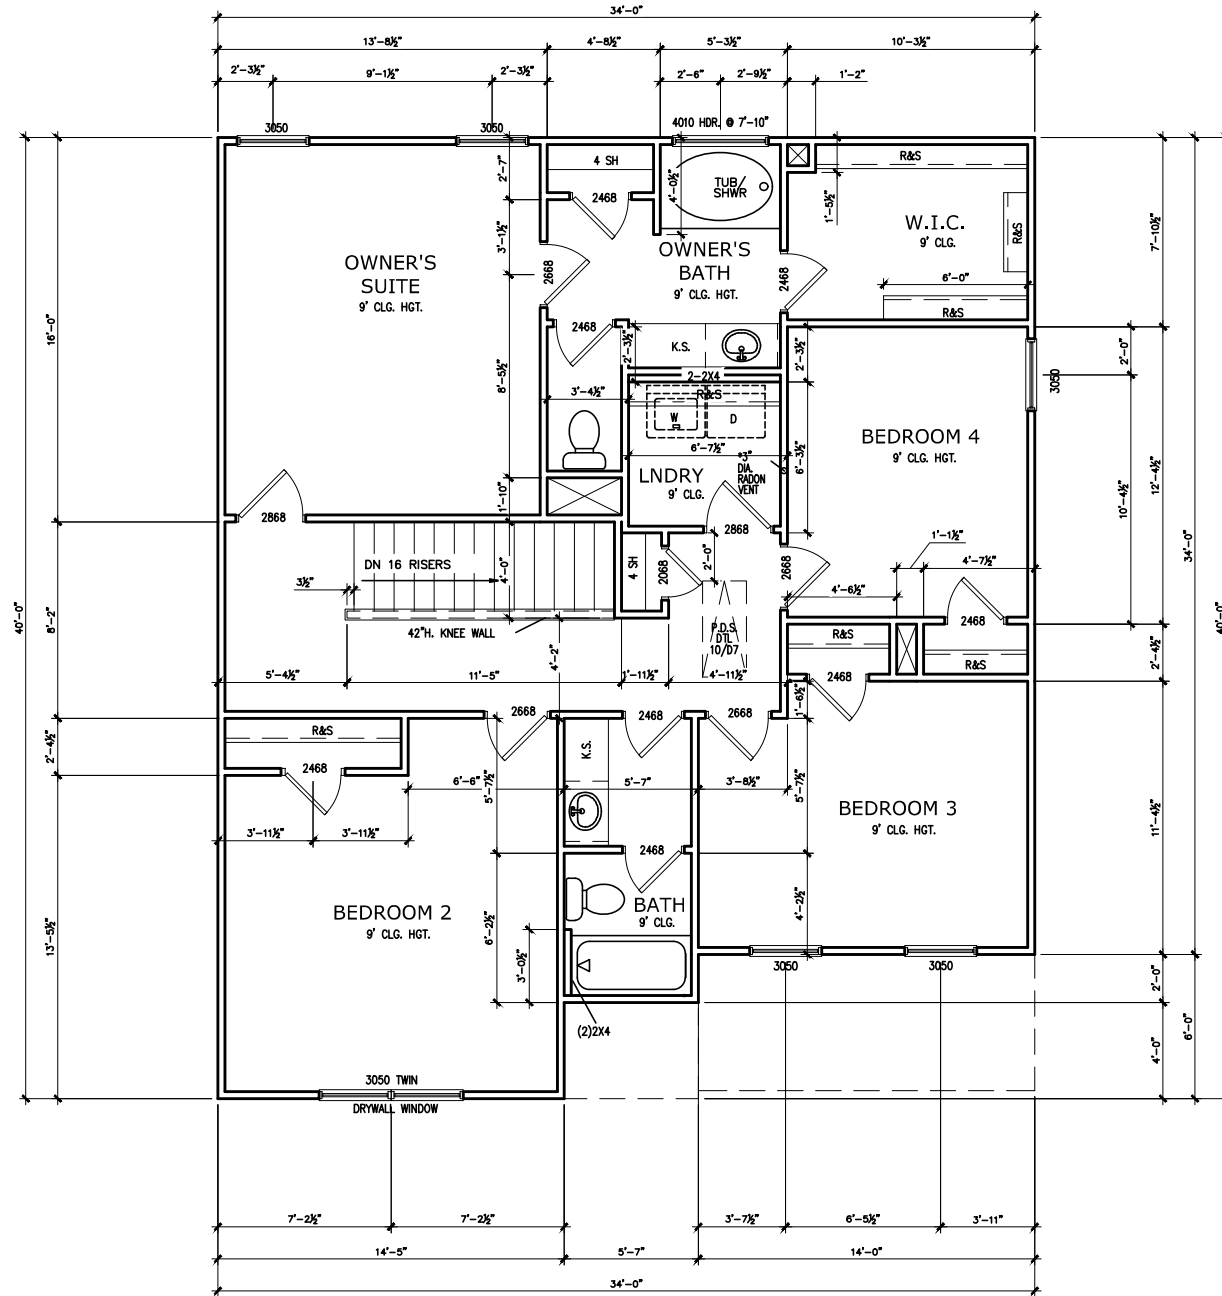 34'-0"
13'-8½"
4'-8½"
5'-3½"
10'-3½"
2'-3½"
9'-1½"
2'-3½"
2'-6"
2'-9½"
1'-2"
3050
3050
4010 HDR. @ 7'-10"
4 SH
R&S
2'-7"
4'-0½"
TUB/
SHWR
2468
1'-5½"
W.I.C.
9' CLG.
R&S
7'-10½"
3'-1½"
OWNER'S
SUITE
9' CLG. HGT.
OWNER'S
BATH
9' CLG. HGT.
2668
2468
6'-0"
R&S
16'-0"
2468
2'-3½"
K.S.
2'-3½"
2'-0"
3050
8'-5½"
2-2X4
R&S
3'-4½"
W
D
BEDROOM 4
9' CLG. HGT.
6'-7½"
6'-3½"
LNDRY
9' CLG.
*3"
DIA.
RADON
VENT
12'-4½"
10'-4½"
1'-10"
2868
2868
34'-0"
40'-0"
40'-0"
8'-2"
DN 16 RISERS
4'-0"
4 SH
2068
2'-0"
2668
1'-1½"
4'-7½"
3½"
4'-6½"
42"H. KNEE WALL
4'-2"
P.D.S.
DTL
10/D7
R&S
2468
R&S
2'-4½"
5'-4½"
11'-5"
1'-11½"
4'-11½"
2468
1'-6½"
2668
2468
2668
2'-4½"
R&S
2468
K.S.
6'-6"
5'-7½"
5'-7"
3'-8½"
5'-7½"
BEDROOM 3
9' CLG. HGT.
11'-4½"
3'-11½"
3'-11½"
2468
BEDROOM 2
9' CLG. HGT.
BATH
9' CLG.
4'-2½"
6'-2½"
3'-0½"
13'-5½"
3050
3050
2'-0"
(2)2X4
4'-0"
6'-0"
3050 TWIN
DRYWALL WINDOW
7'-2½"
7'-2½"
3'-7½"
6'-5½"
3'-11"
14'-5"
5'-7"
14'-0"
34'-0"